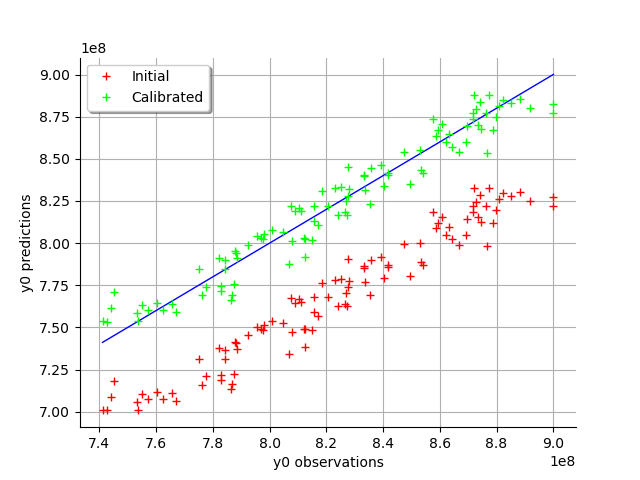 1e8
9.00
8.75
8.50
8.25
8.00
7.75
7.50
7.25
7.00
y0 predictions
Initial
Calibrated
7.4 7.6 7.8 8.0 8.2 8.4 8.6 8.8 9.0
y0 observations
1e8